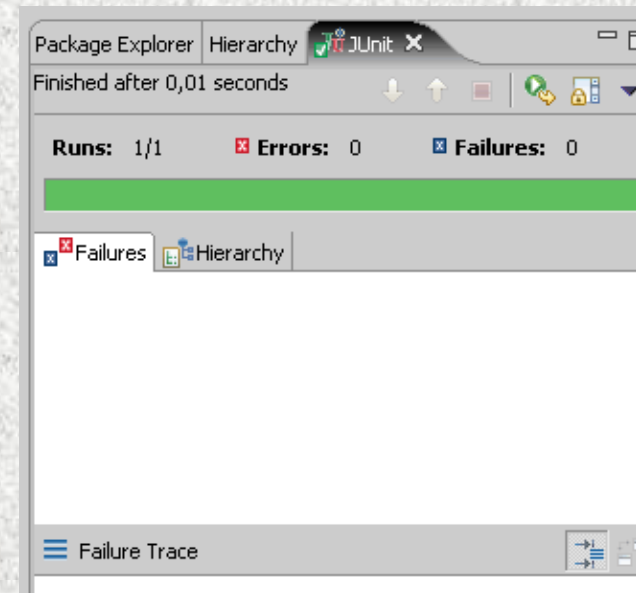 Package Explorer Hierarchy JUnit
Finished after 0,01 seconds
Runs: 1/1 Errors: 0 Failures: 0
Failures Hierarchy
Failure Trace